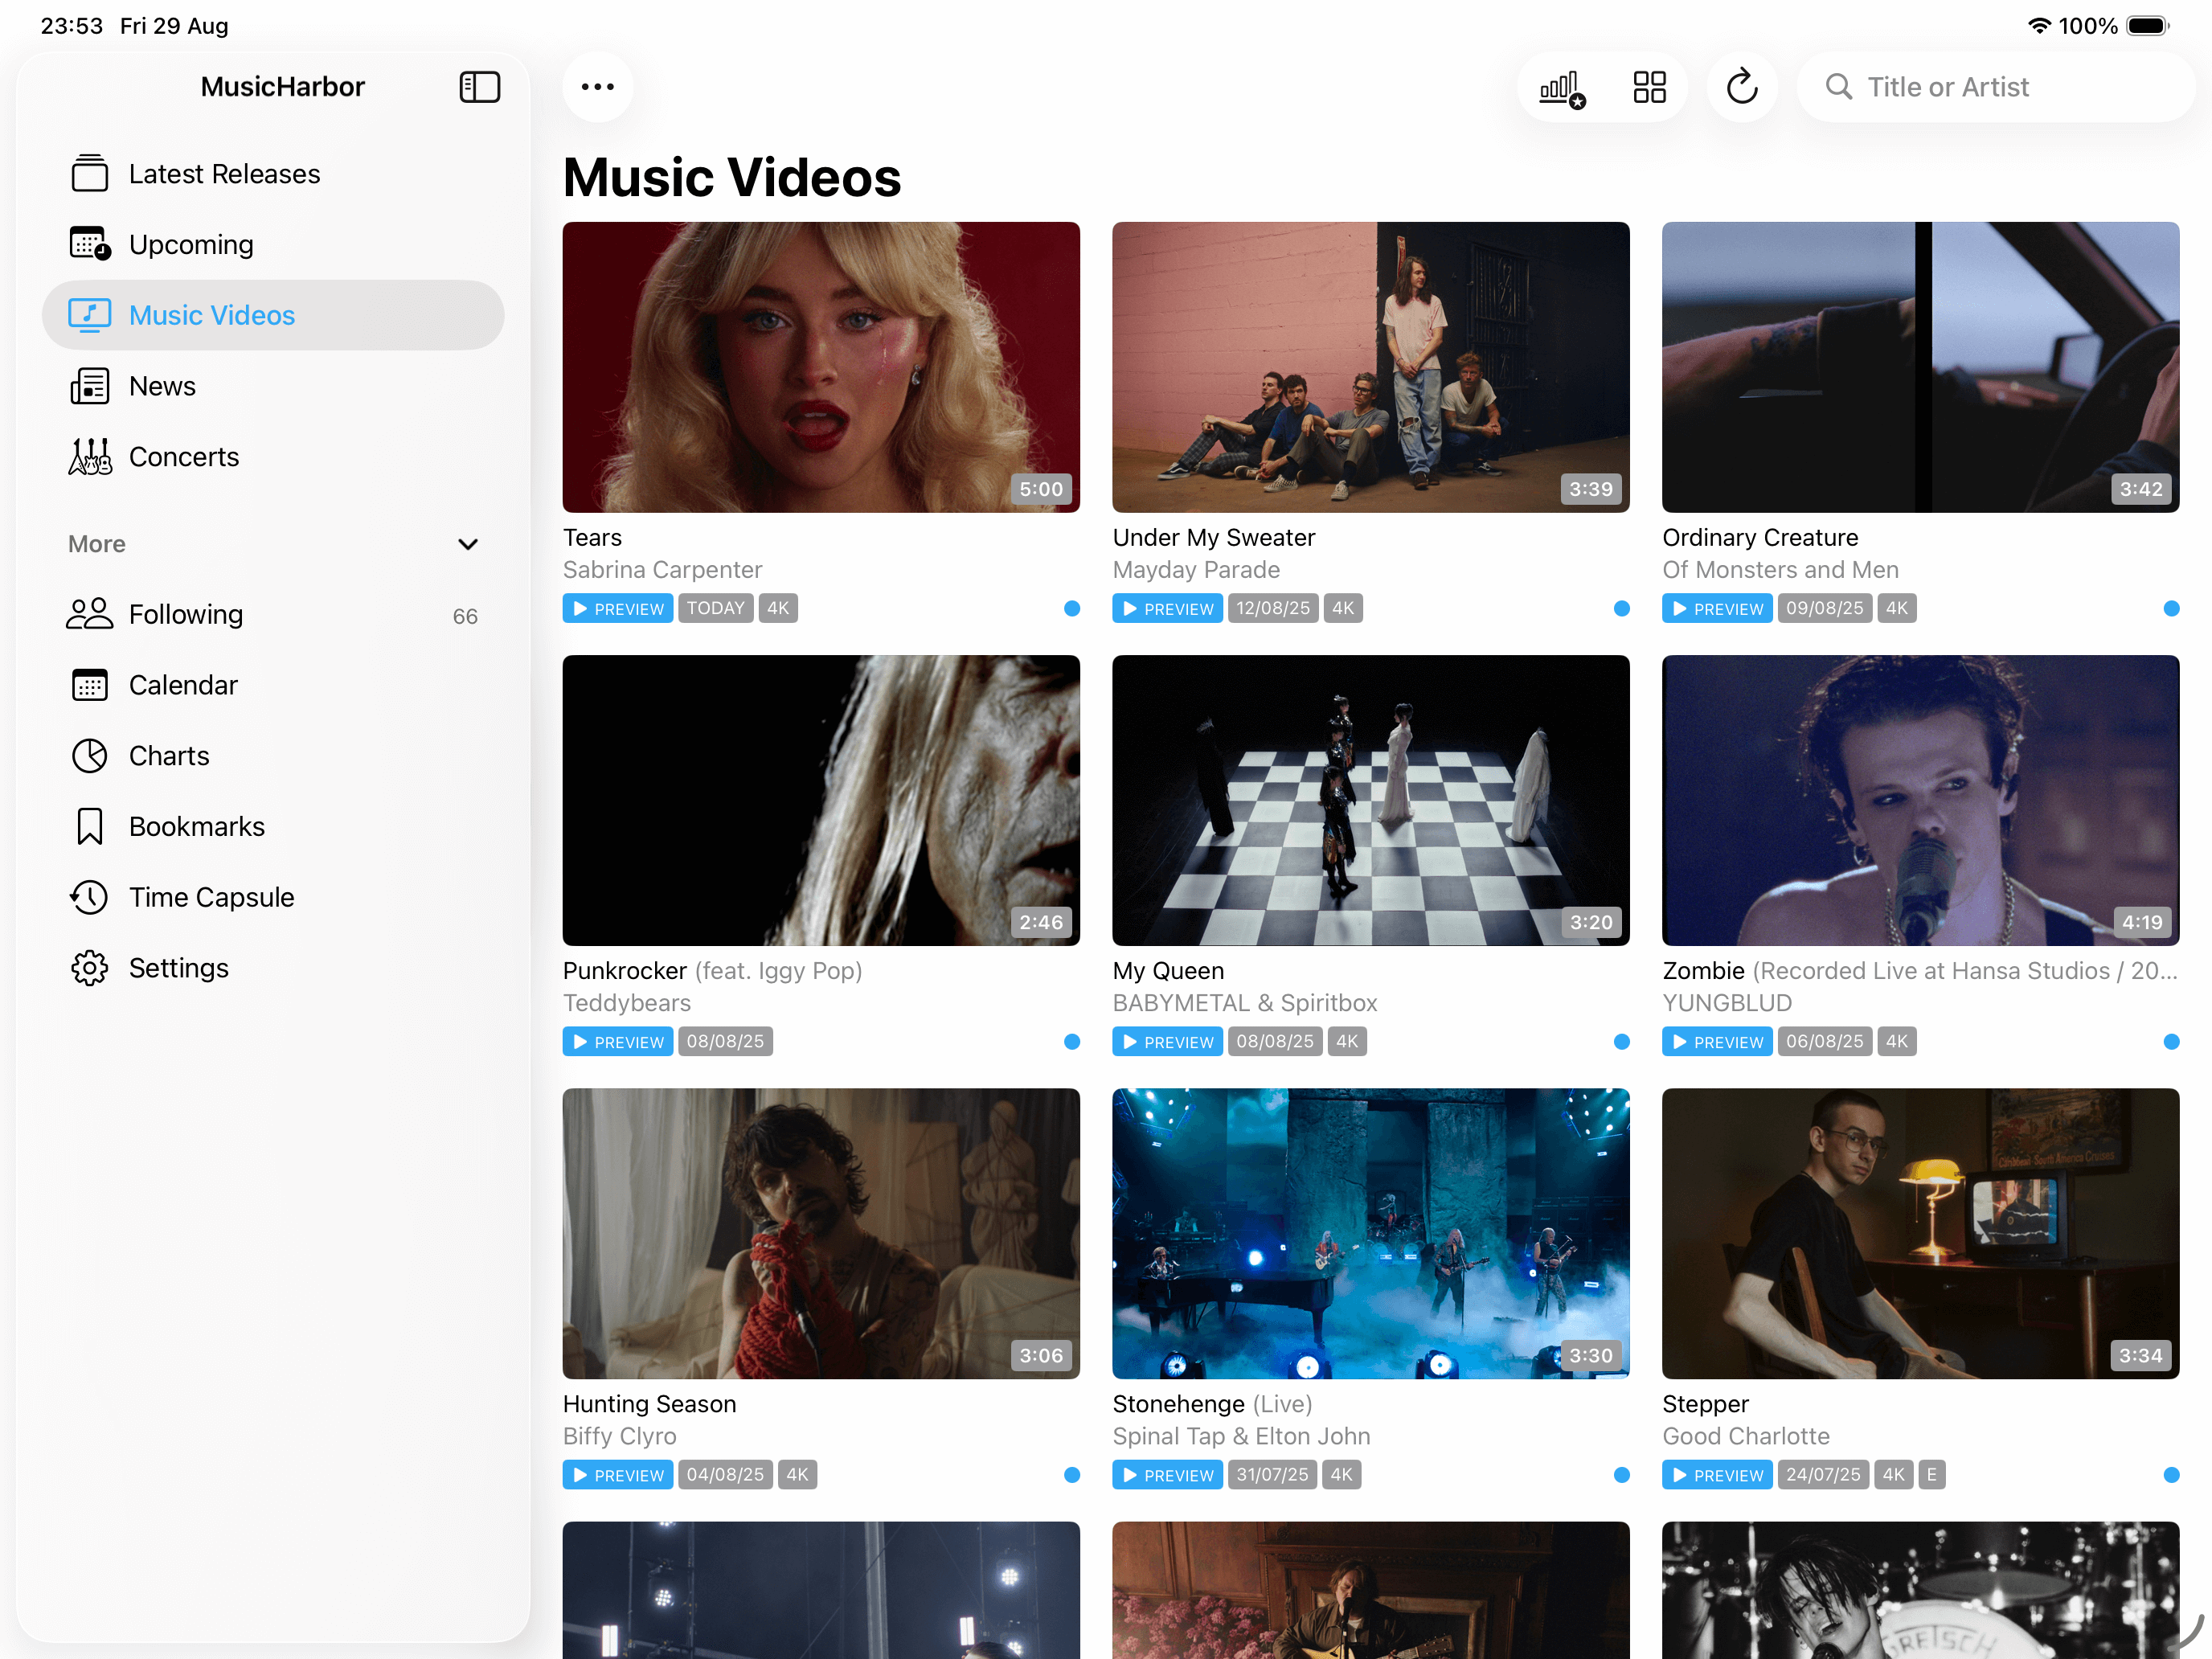 23:53 Fri 29 Aug
100%
MusicHarbor
Latest Releases
Upcoming
Music Videos
News
Concerts
More
Following 66
Calendar
Charts
Bookmarks
Time Capsule
Settings
Title or Artist
Music Videos
5:00
Tears
Sabrina Carpenter
PREVIEW TODAY 4K
3:39
Under My Sweater
Mayday Parade
PREVIEW 12/08/25 4K
3:42
Ordinary Creature
Of Monsters and Men
PREVIEW 09/08/25 4K
2:46
Punkrocker (feat. Iggy Pop)
Teddybears
PREVIEW 08/08/25
3:20
My Queen
BABYMETAL & Spiritbox
PREVIEW 08/08/25 4K
4:19
Zombie (Recorded Live at Hansa Studios / 20...
YUNGBLUD
PREVIEW 06/08/25 4K
3:06
Hunting Season
Biffy Clyro
PREVIEW 04/08/25 4K
3:30
Stonehenge (Live)
Spinal Tap & Elton John
PREVIEW 31/07/25 4K
Caribbean South America Cruises
3:34
Stepper
Good Charlotte
PREVIEW 24/07/25 4K E
GRETSCH